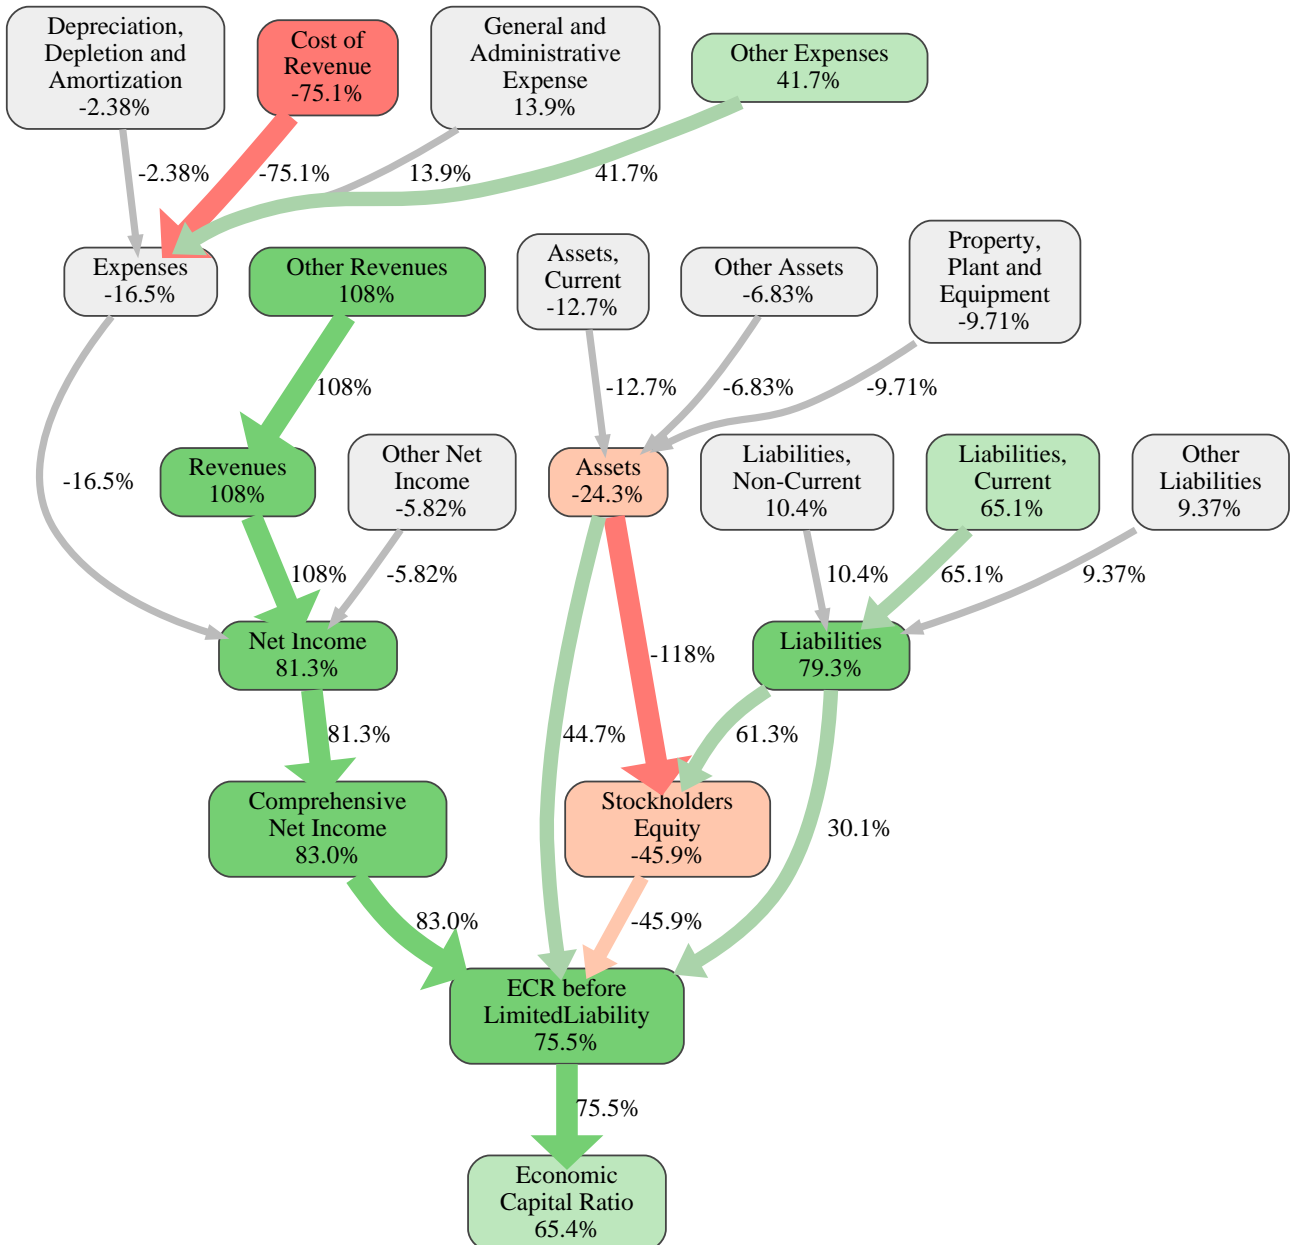 Depreciation,
Depletion and
Amortization
-2.38%
Cost of
Revenue
-75.1%
General and
Administrative
Expense
13.9%
Other Expenses
41.7%
-2.38%
-75.1%
13.9%
41.7%
Expenses
-16.5%
Other Revenues
108%
Assets,
Current
-12.7%
Other Assets
-6.83%
Property,
Plant and
Equipment
-9.71%
108%
-12.7%
-6.83%
-9.71%
-16.5%
Revenues
108%
Other Net
Income
-5.82%
Assets
-24.3%
Liabilities,
Non-Current
10.4%
Liabilities,
Current
65.1%
Other
Liabilities
9.37%
108%
-5.82%
10.4%
65.1%
9.37%
Net Income
81.3%
-118%
Liabilities
79.3%
81.3%
44.7%
61.3%
30.1%
Comprehensive
Net Income
83.0%
Stockholders
Equity
-45.9%
83.0%
-45.9%
ECR before
LimitedLiability
75.5%
75.5%
Economic
Capital Ratio
65.4%